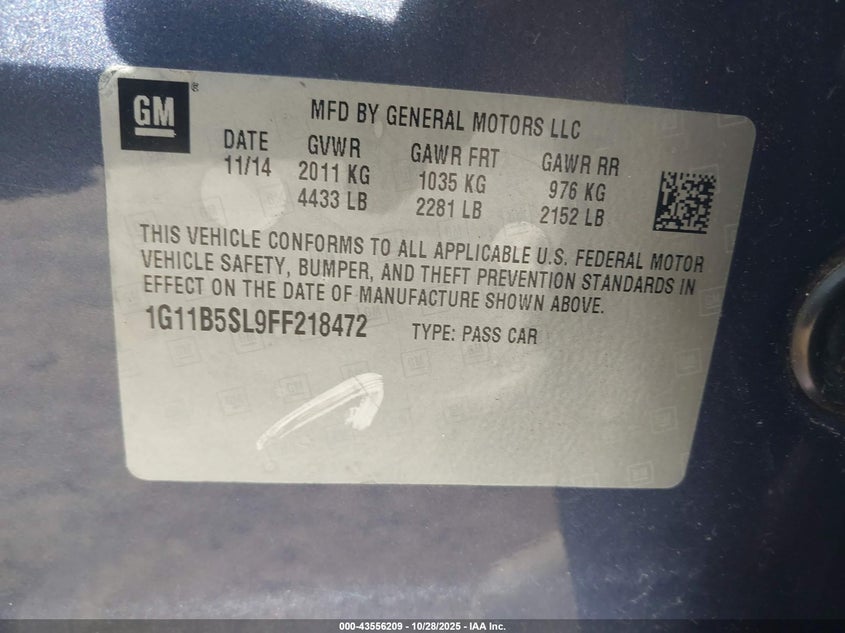 GM®
MFD BY GENERAL MOTORS LLC
DATE GVWR GAWR FRT GAWR RR
11/14 2011 KG 1035 KG 976 KG
4433 LB 2281 LB 2152 LB
THIS VEHICLE CONFORMS TO ALL APPLICABLE U.S. FEDERAL MOTOR
VEHICLE SAFETY, BUMPER, AND THEFT PREVENTION STANDARDS IN
EFFECT ON THE DATE OF MANUFACTURE SHOWN ABOVE.
1G11B5SL9FF218472 TYPE: PASS CAR
000-43556209 | 10/28/2025 - IAA Inc.